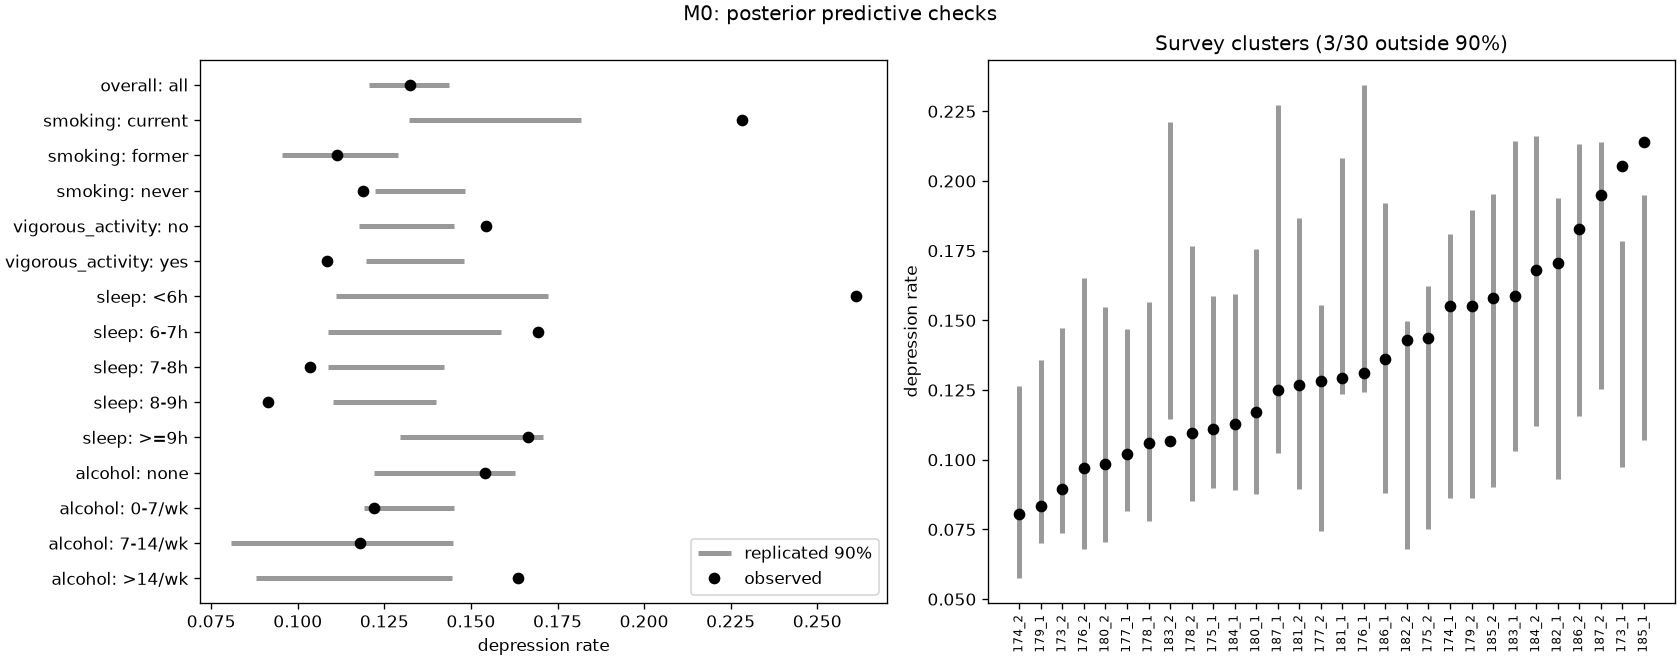 M0: posterior predictive checks
overall: all
smoking: current
smoking: former
smoking: never
vigorous_activity: no
vigorous_activity: yes
sleep: <6h
sleep: 6-7h
sleep: 7-8h
sleep: 8-9h
sleep: >=9h
alcohol: none
alcohol: 0-7/wk
alcohol: 7-14/wk
alcohol: >14/wk
replicated 90%
observed
0.075 0.100 0.125 0.150 0.175 0.200 0.225 0.250
depression rate
Survey clusters (3/30 outside 90%)
depression rate
0.225
0.200
0.175
0.150
0.125
0.100
0.075
0.050
174_2
179_1
173_2
176_2
180_2
177_1
178_1
183_2
178_2
175_1
184_1
180_1
187_1
181_2
177_2
181_1
176_1
186_1
182_2
175_2
174_1
179_2
185_2
183_1
184_2
182_1
186_2
187_2
173_1
185_1